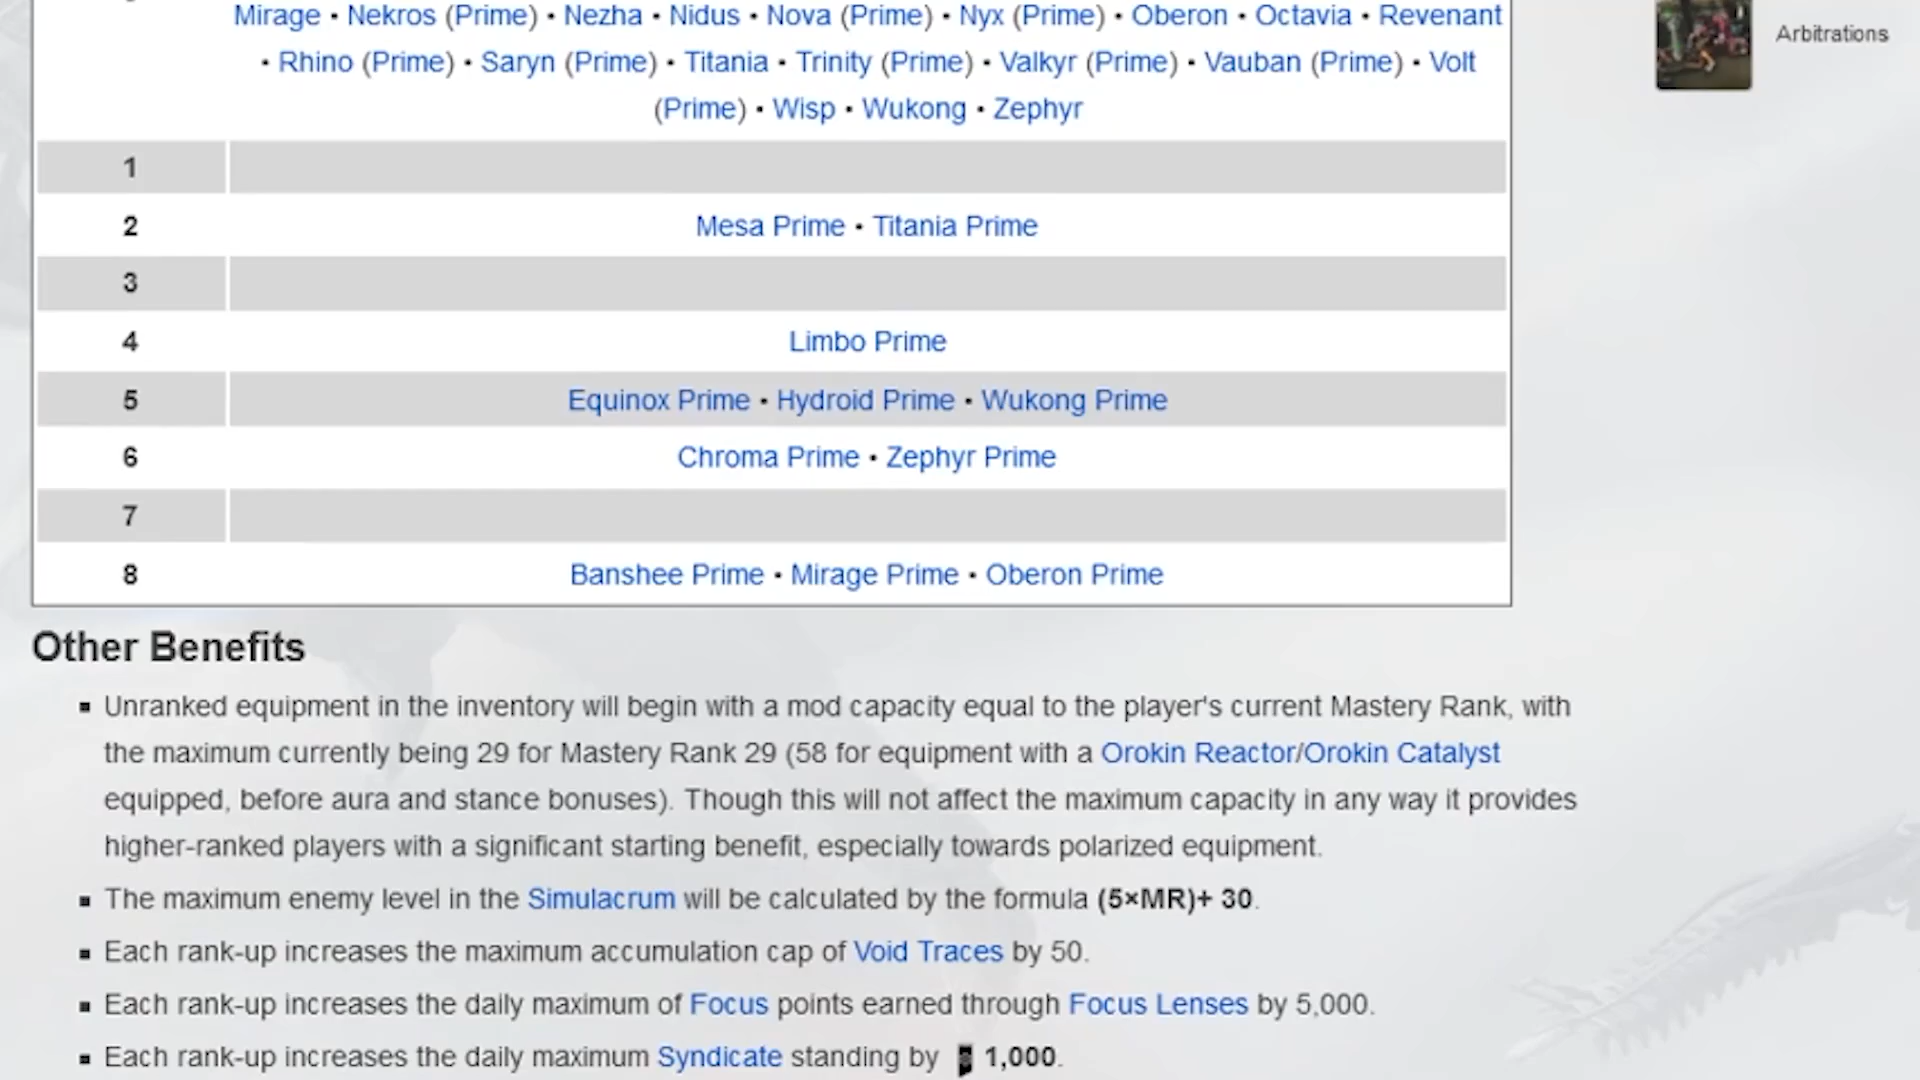 Mirage • Nekros (Prime) • Nezha • Nidus • Nova (Prime) • Nyx (Prime) • Oberon • Octavia • Revenant
• Rhino (Prime) • Saryn (Prime) • Titania • Trinity (Prime) • Valkyr (Prime) • Vauban (Prime) • Volt
(Prime) • Wisp • Wukong • Zephyr
Arbitrations
1
2 Mesa Prime • Titania Prime
3
4 Limbo Prime
5 Equinox Prime • Hydroid Prime • Wukong Prime
6 Chroma Prime • Zephyr Prime
7
8 Banshee Prime • Mirage Prime • Oberon Prime
Other Benefits
▪ Unranked equipment in the inventory will begin with a mod capacity equal to the player's current Mastery Rank, with
the maximum currently being 29 for Mastery Rank 29 (58 for equipment with a Orokin Reactor/Orokin Catalyst
equipped, before aura and stance bonuses). Though this will not affect the maximum capacity in any way it provides
higher-ranked players with a significant starting benefit, especially towards polarized equipment.
▪ The maximum enemy level in the Simulacrum will be calculated by the formula (5×MR)+ 30.
▪ Each rank-up increases the maximum accumulation cap of Void Traces by 50.
▪ Each rank-up increases the daily maximum of Focus points earned through Focus Lenses by 5,000.
▪ Each rank-up increases the daily maximum Syndicate standing by 1,000.